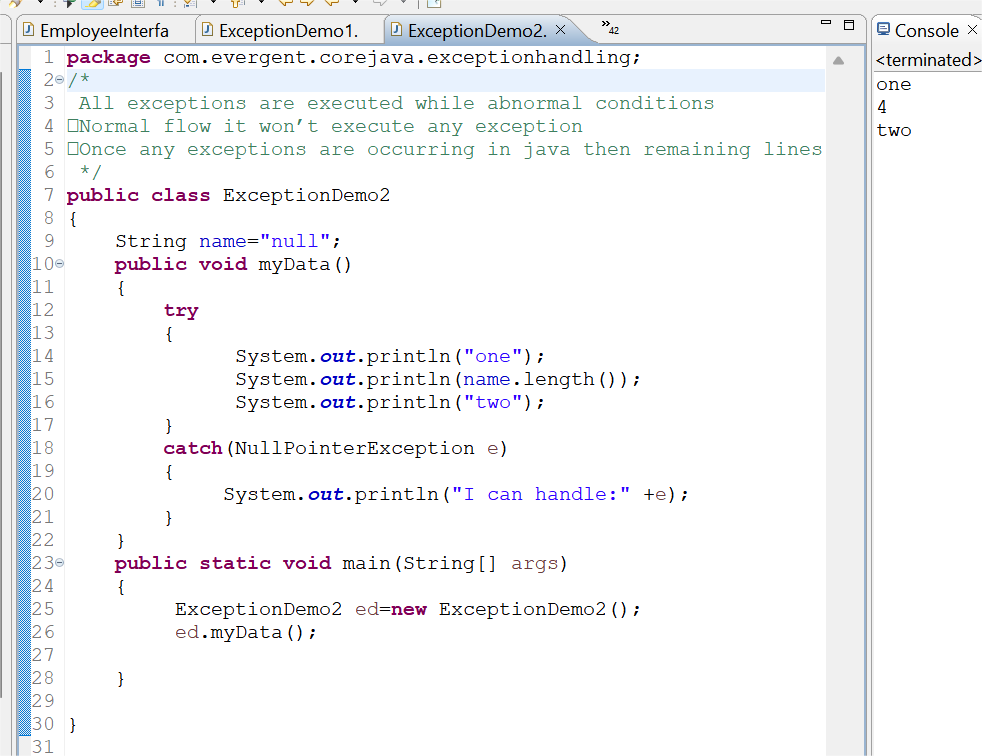 EmployeeInterfa ExceptionDemo1. ExceptionDemo2. »42 Console
<terminated>
1 package com.evergent.corejava.exceptionhandling;
2 /*
3 All exceptions are executed while abnormal conditions
4 □Normal flow it won’t execute any exception
5 □Once any exceptions are occurring in java then remaining lines
6 */
7 public class ExceptionDemo2
8 {
9 String name="null";
10 public void myData()
11 {
12 try
13 {
14 System.out.println("one");
15 System.out.println(name.length());
16 System.out.println("two");
17 }
18 catch(NullPointerException e)
19 {
20 System.out.println("I can handle:" +e);
21 }
22 }
23 public static void main(String[] args)
24 {
25 ExceptionDemo2 ed=new ExceptionDemo2();
26 ed.myData();
27
28 }
29
30 }
31
one
4
two